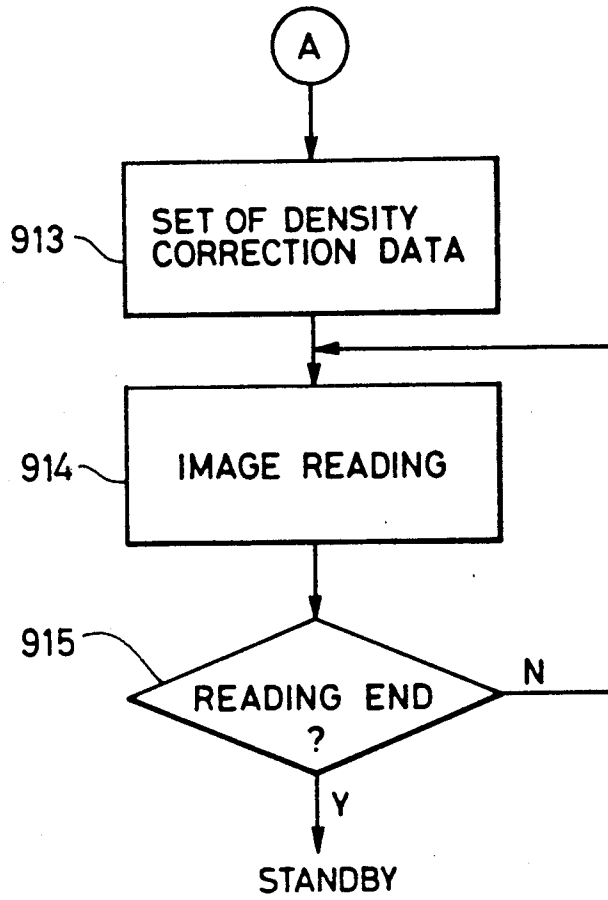 A
913
SET OF DENSITY
CORRECTION DATA
914
IMAGE READING
915
READING END
?
N
Y
STANDBY